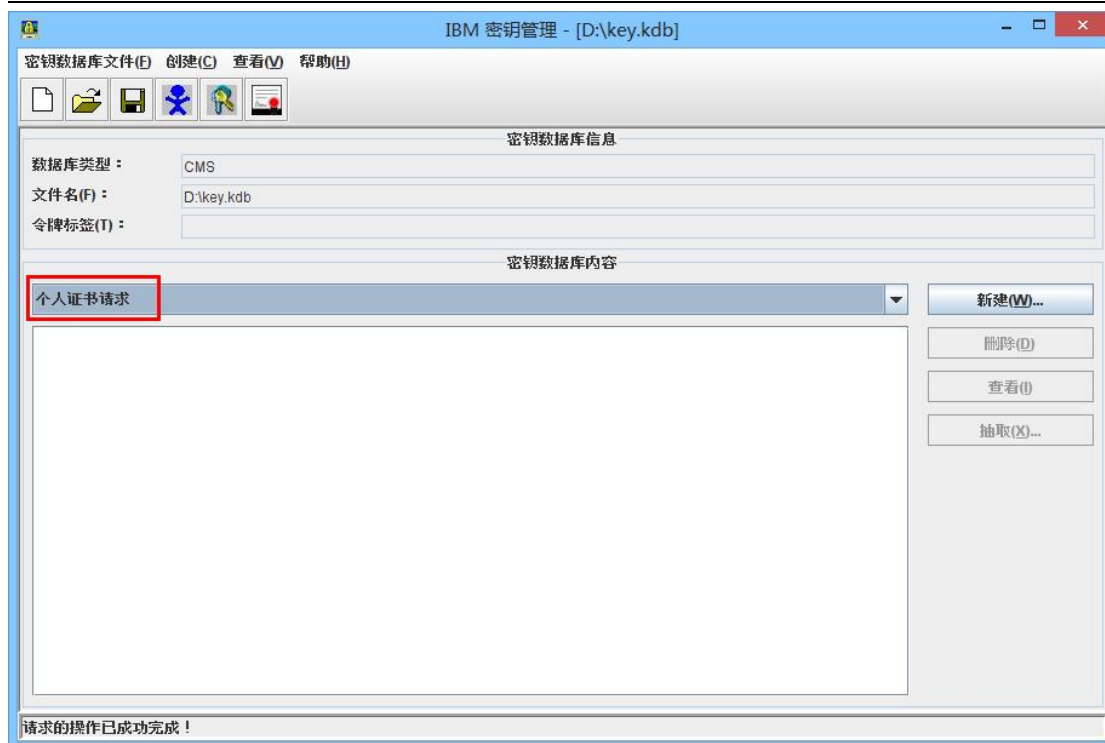 IBM 密钥管理 - [D:\key.kdb]
密钥数据库文件(F) 创建(C) 查看(V) 帮助(H)
密钥数据库信息
数据库类型： CMS
文件名(F)： D:\key.kdb
令牌标签(T)：
密钥数据库内容
个人证书请求
新建(W)...
删除(D)
查看(I)
抽取(X)...
请求的操作已成功完成！